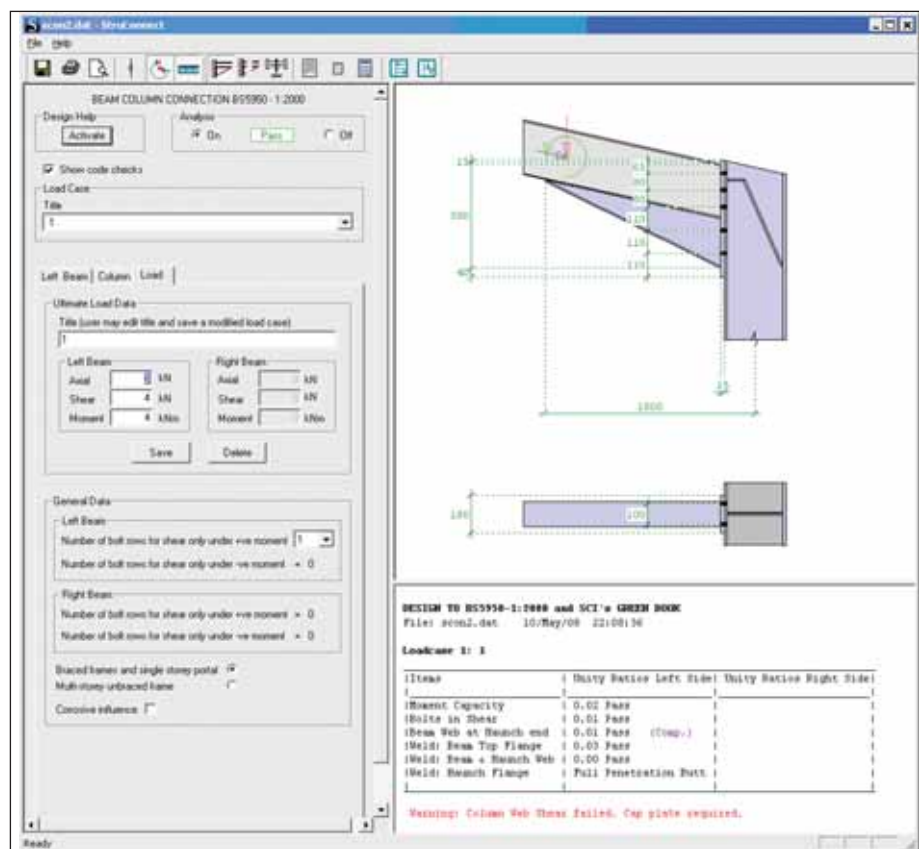 scon2.dat - StruConnect
File Help
BEAM COLUMN CONNECTION BS5950 - 1:2000
Design Help
Activate
Analysis
On Pass Off
Show code checks
Load Case
Title
1
Left Beam Column Load
Ultimate Load Data
Title (user may edit title and save a modified load case)
1
Left Beam
Axial kN
Shear 4 kN
Moment 4 kNm
Right Beam
Axial kN
Shear kN
Moment kNm
Save Delete
General Data
Left Beam
Number of bolt rows for shear only under +ve moment 1
Number of bolt rows for shear only under -ve moment = 0
Right Beam
Number of bolt rows for shear only under +ve moment = 0
Number of bolt rows for shear only under -ve moment = 0
Braced frames and single storey portal
Multi-storey unbraced frame
Corrosive influence
Ready
15
90
110
110
110
15
1000
180
100
DESIGN TO BS5950-1:2000 and SCI's GREEN BOOK
File: scon2.dat 10/May/08 22:08:36
Loadcase 1: 1
|Items | Unity Ratios Left Side| Unity Ratios Right Side|
|Moment Capacity | 0.02 Pass
|Bolts in Shear | 0.01 Pass
|Beam Web at Haunch end | 0.01 Pass (Comp.)
|Weld: Beam Top Flange | 0.03 Pass
|Weld: Beam + Haunch Web | 0.00 Pass
|Weld: Haunch Flange | Full Penetration Butt
Warning: Column Web Shear failed. Cap plate required.